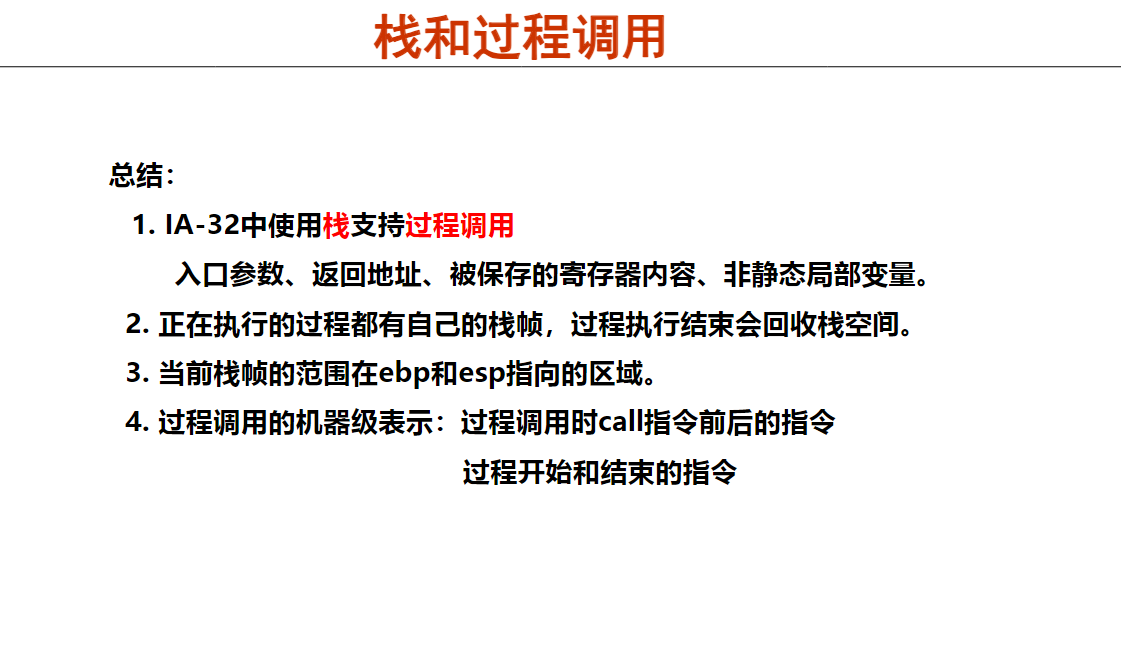 栈和过程调用
总结：
1. IA-32中使用栈支持过程调用
入口参数、返回地址、被保存的寄存器内容、非静态局部变量。
2. 正在执行的过程都有自己的栈帧，过程执行结束会回收栈空间。
3. 当前栈帧的范围在ebp和esp指向的区域。
4. 过程调用的机器级表示：过程调用时call指令前后的指令
过程开始和结束的指令